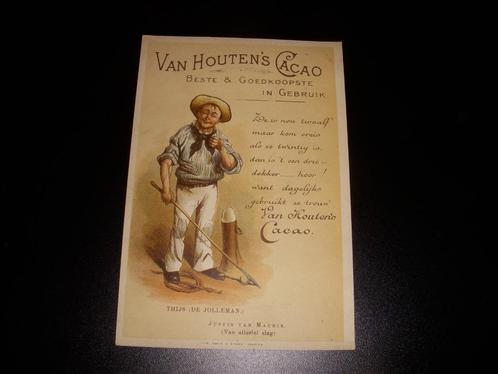 VAN HOUTEN'S CACAO
BESTE & GOEDKOOPSTE
IN GEBRUIK
Ze is nou twaalf
maar kom ereis
als ze twintig is,
dan is 't een drie-
dekker......hoor!
want dagelijks
gebruikt ze trouw
Van Houten's
Cacao.
THIJS (DE JOLLEMAN.)
JUSTUS VAN MAURIK.
(Van allerlei slag)